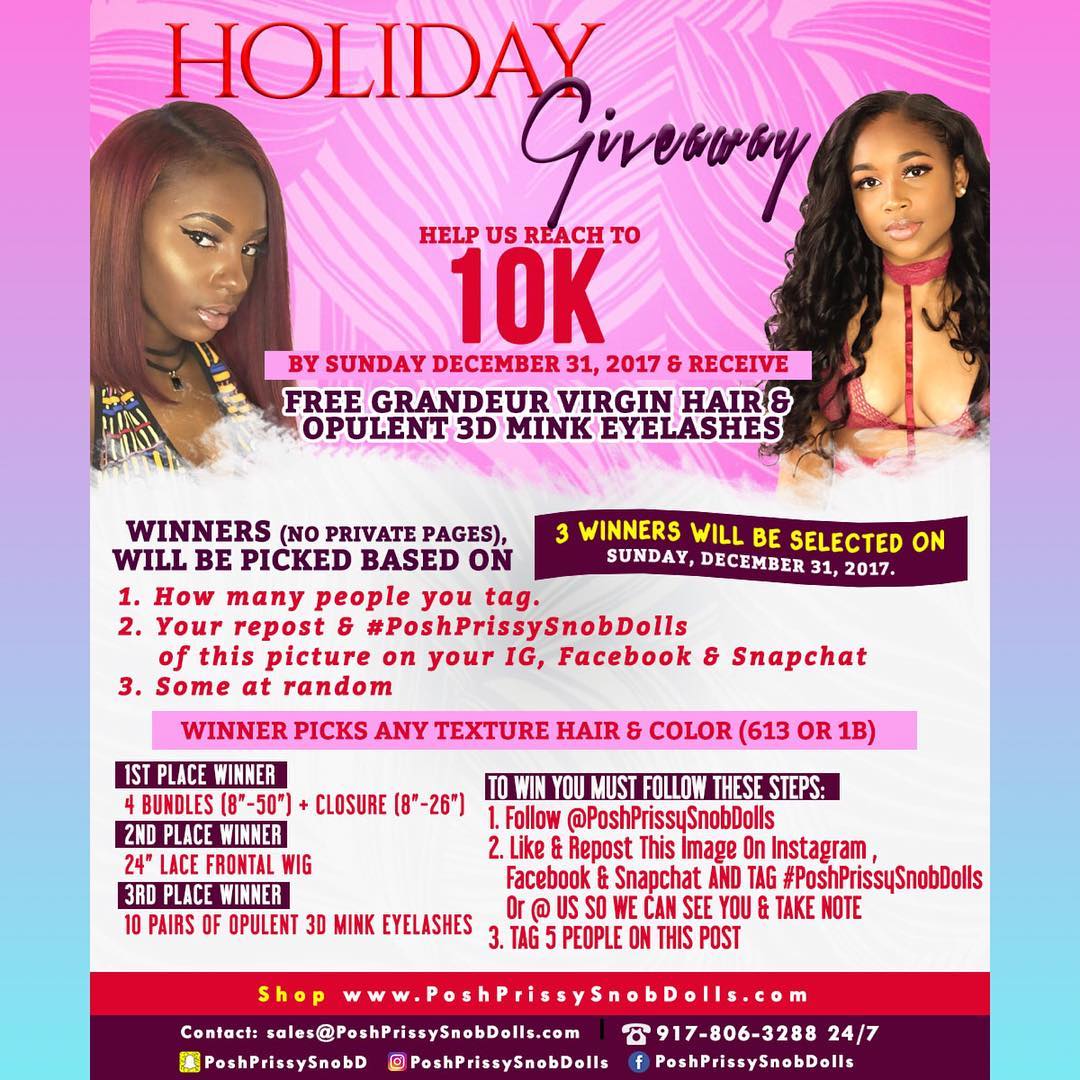 HOLIDAY
Giveaway
HELP US REACH TO
10K
BY SUNDAY DECEMBER 31, 2017 & RECEIVE
FREE GRANDEUR VIRGIN HAIR &
OPULENT 3D MINK EYELASHES
WINNERS (NO PRIVATE PAGES),
WILL BE PICKED BASED ON
3 WINNERS WILL BE SELECTED ON
SUNDAY, DECEMBER 31, 2017.
1. How many people you tag.
2. Your repost & #PoshPrissySnobDolls
of this picture on your IG, Facebook & Snapchat
3. Some at random
WINNER PICKS ANY TEXTURE HAIR & COLOR (613 OR 1B)
1ST PLACE WINNER
4 BUNDLES (8"-50") + CLOSURE (8"-26")
2ND PLACE WINNER
24" LACE FRONTAL WIG
3RD PLACE WINNER
10 PAIRS OF OPULENT 3D MINK EYELASHES
TO WIN YOU MUST FOLLOW THESE STEPS:
1. Follow @PoshPrissySnobDolls
2. Like & Repost This Image On Instagram ,
Facebook & Snapchat AND TAG #PoshPrissySnobDolls
Or @ US SO WE CAN SEE YOU & TAKE NOTE
3. TAG 5 PEOPLE ON THIS POST
Shop www.PoshPrissySnobDolls.com
Contact: sales@PoshPrissySnobDolls.com | 917-806-3288 24/7
PoshPrissySnobD PoshPrissySnobDolls f PoshPrissySnobDolls